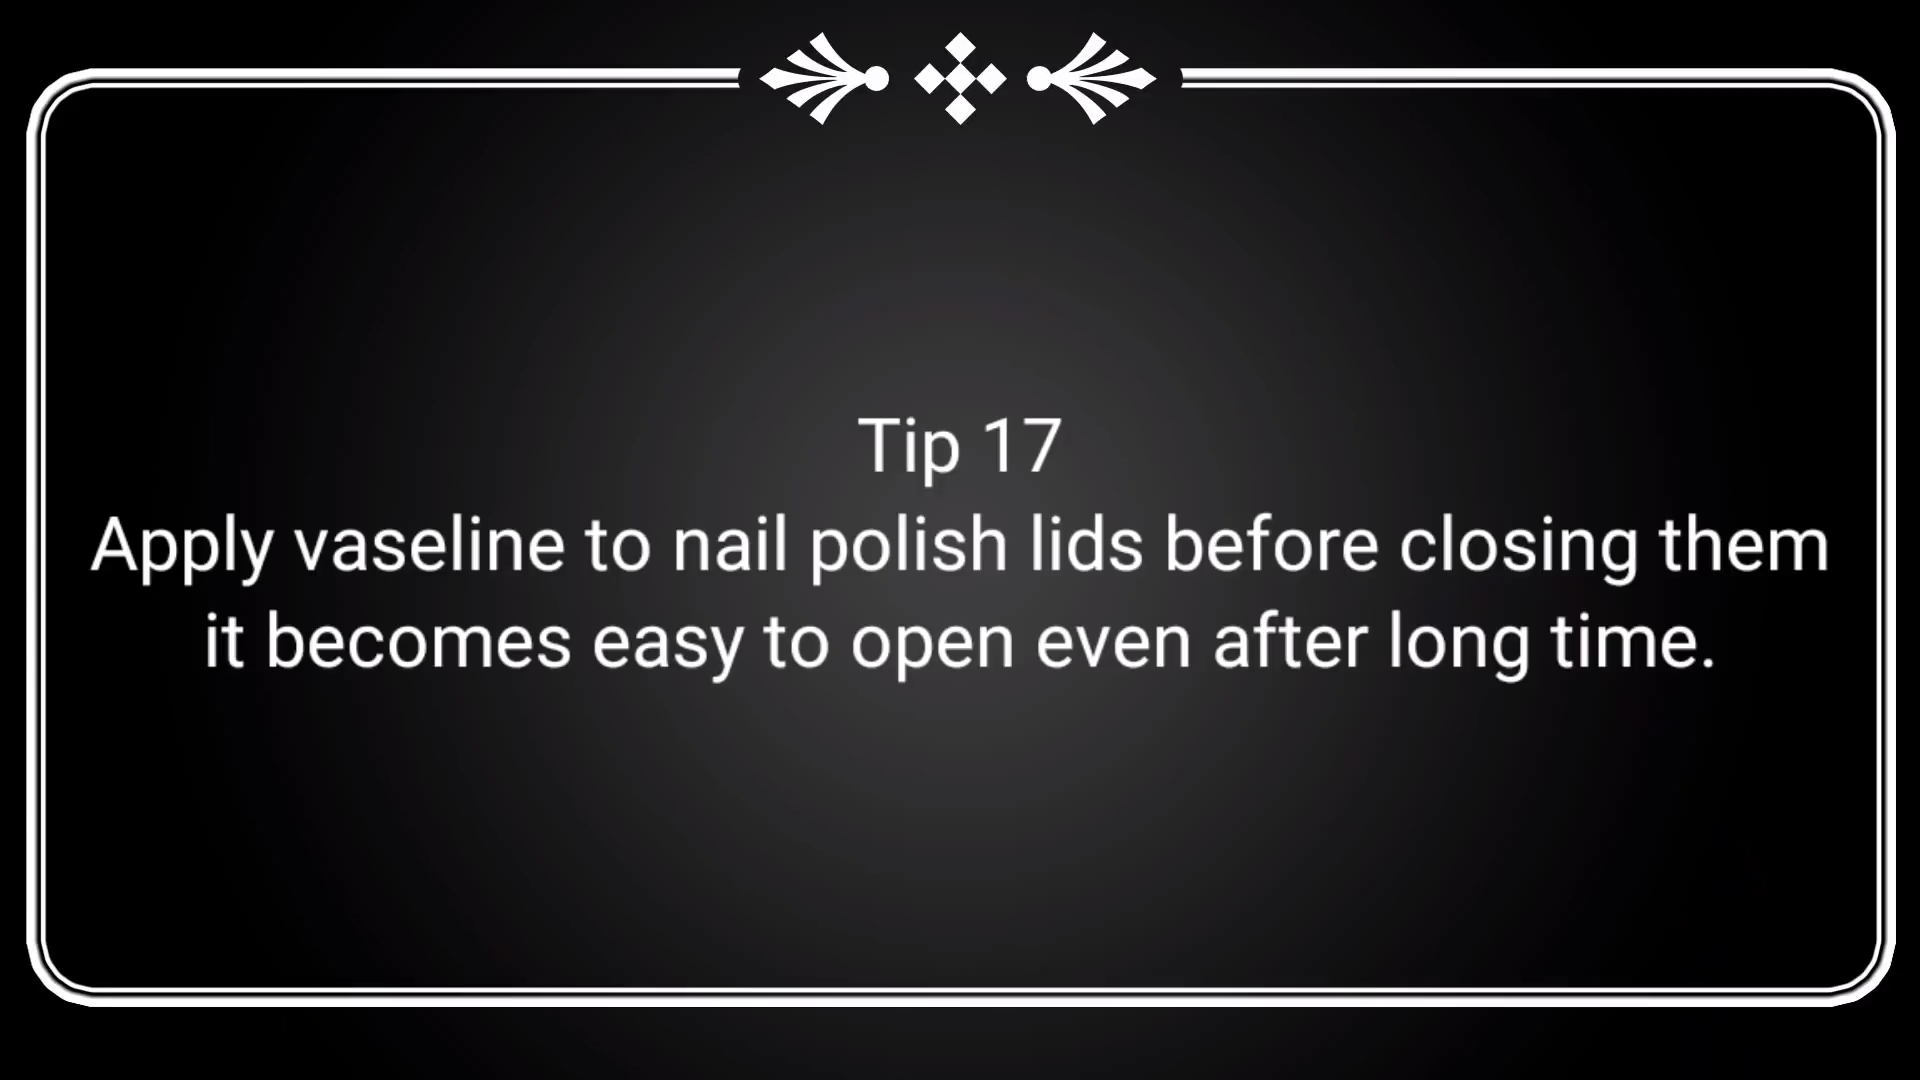 Tip 17
Apply vaseline to nail polish lids before closing them
it becomes easy to open even after long time.